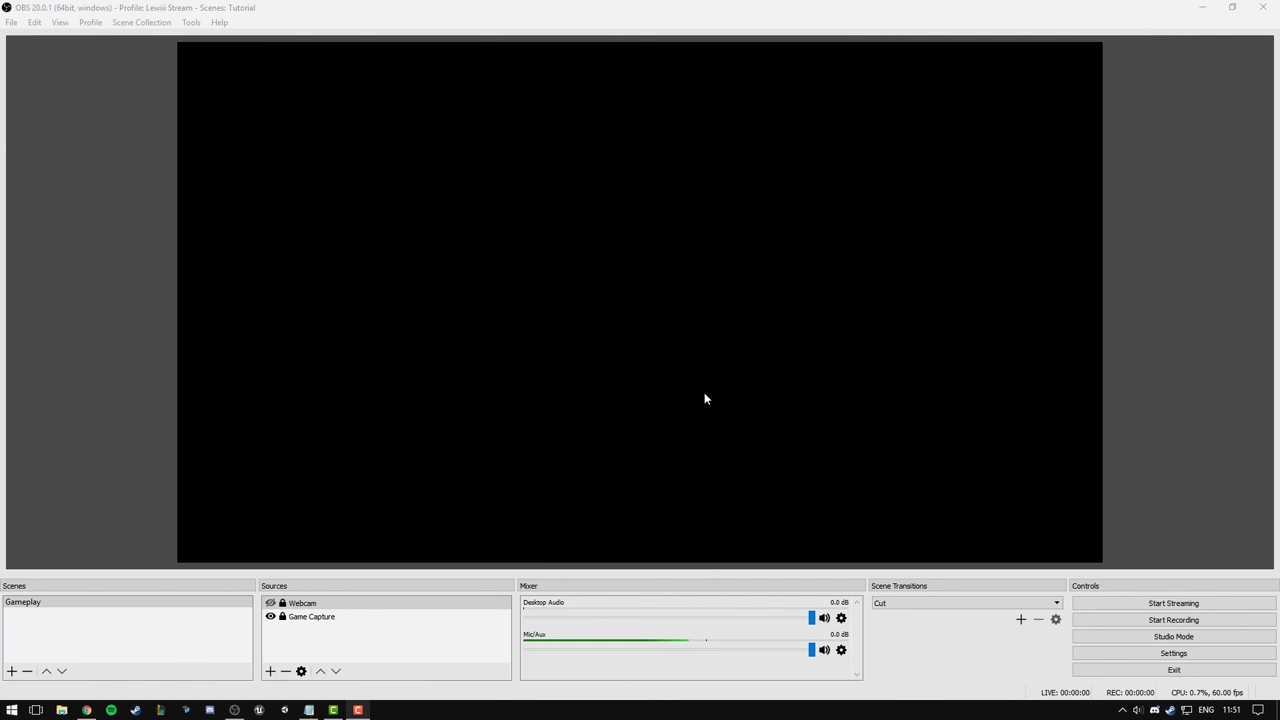 OBS 20.0.1 (64bit, windows) - Profile: Lewiii Stream - Scenes: Tutorial
File Edit View Profile Scene Collection Tools Help
Scenes
Gameplay
Sources
Webcam
Game Capture
Mixer
Desktop Audio 0.0 dB
Mic/Aux 0.0 dB
Scene Transitions
Cut
Controls
Start Streaming
Start Recording
Studio Mode
Settings
Exit
LIVE: 00:00:00 REC: 00:00:00 CPU: 0.7%, 60.00 fps
ENG 11:51